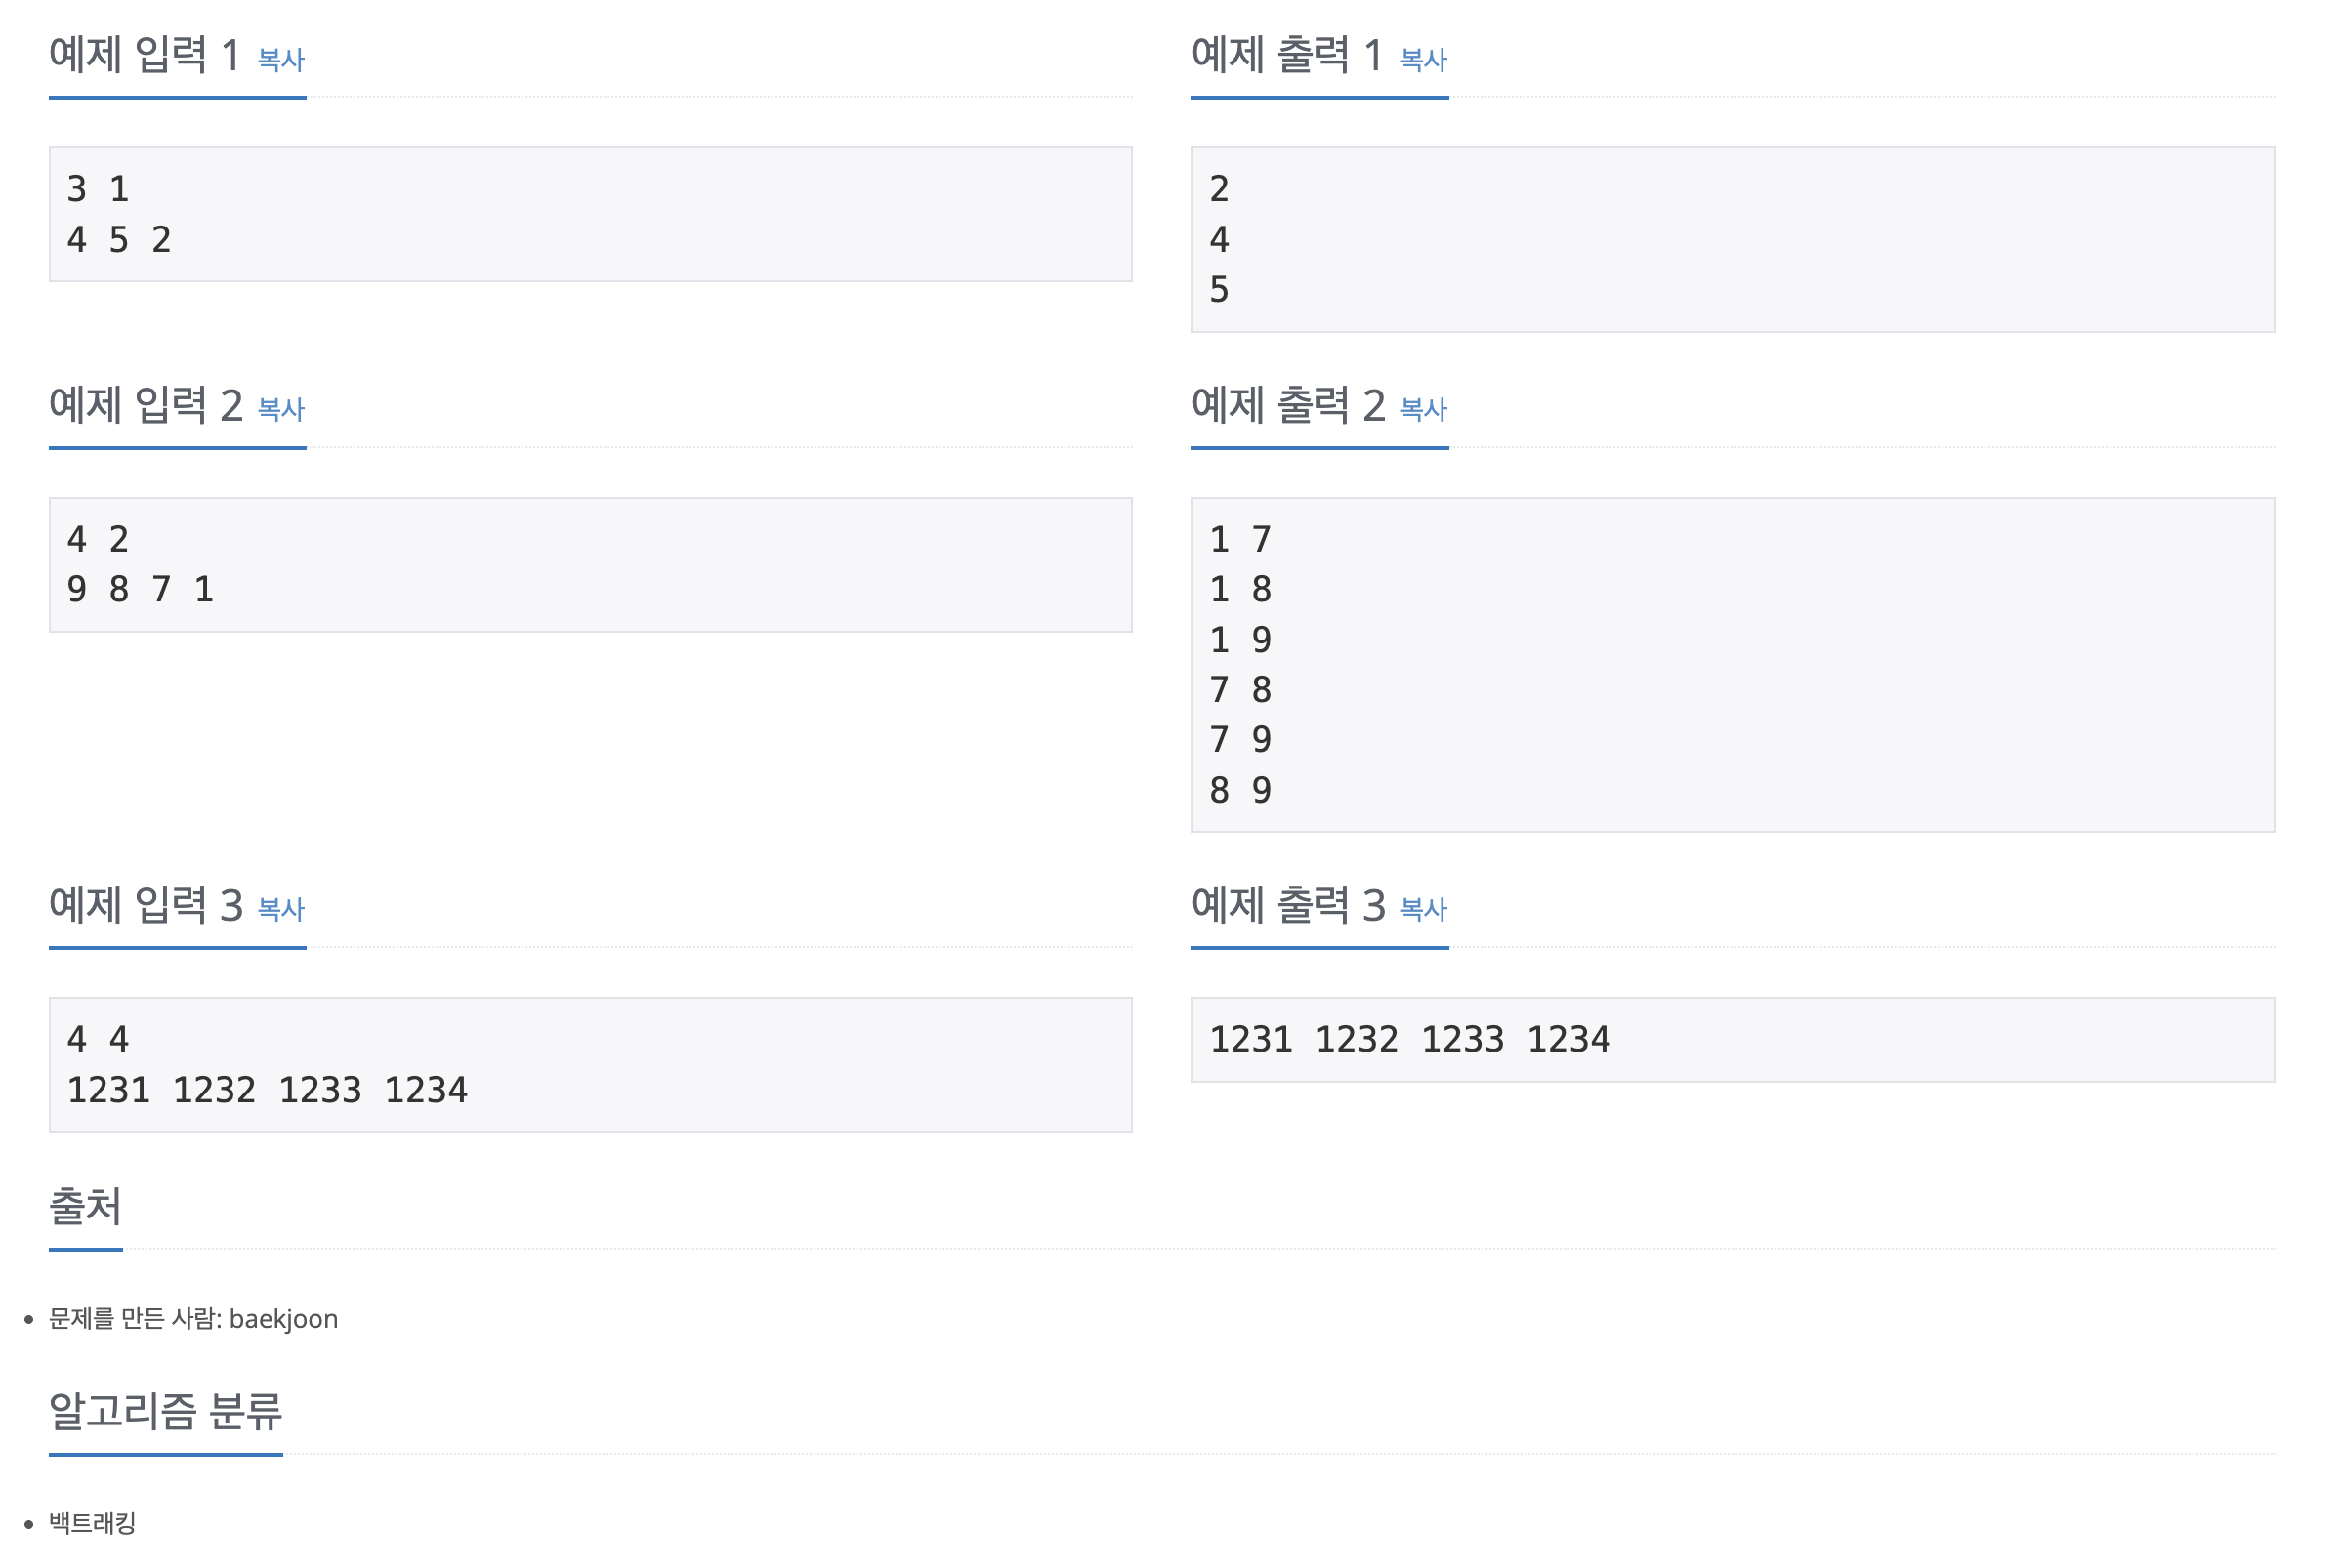 예제 입력 1 복사
3 1
4 5 2
예제 출력 1 복사
2
4
5
예제 입력 2 복사
4 2
9 8 7 1
예제 출력 2 복사
1 7
1 8
1 9
7 8
7 9
8 9
예제 입력 3 복사
4 4
1231 1232 1233 1234
예제 출력 3 복사
1231 1232 1233 1234
출처
문제를 만든 사람: baekjoon
알고리즘 분류
백트래킹